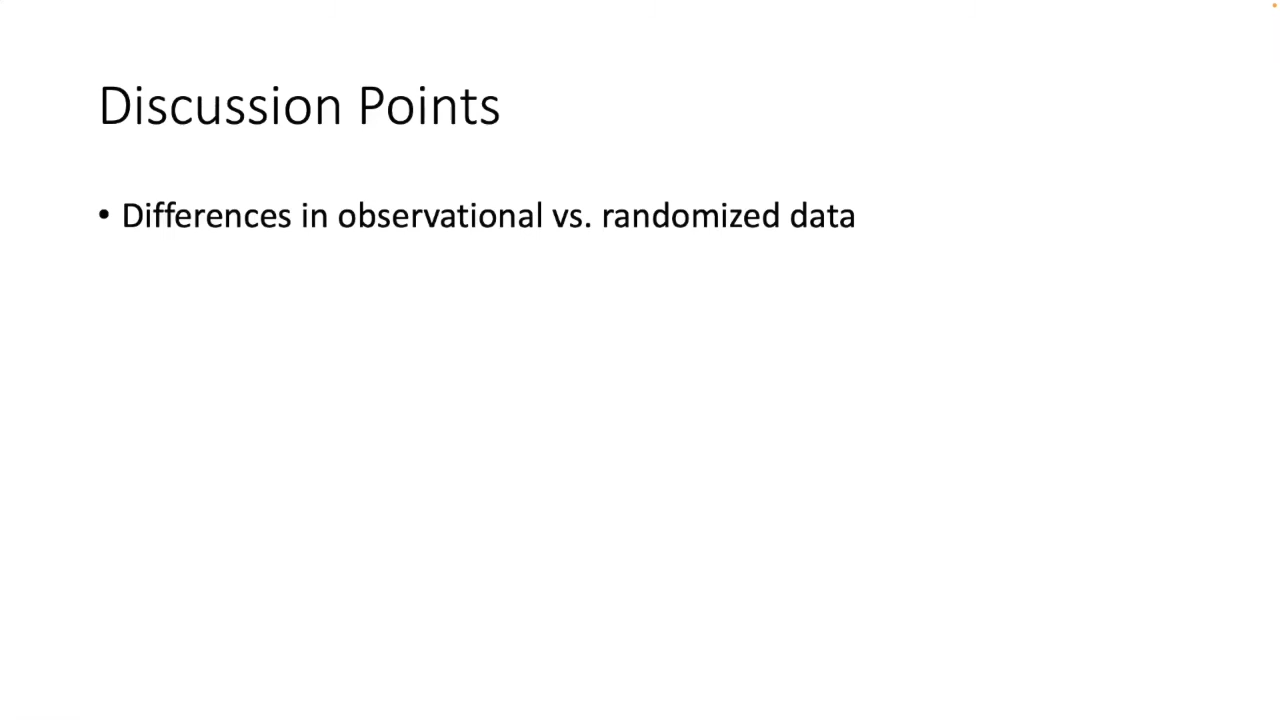 Discussion Points
• Differences in observational vs. randomized data